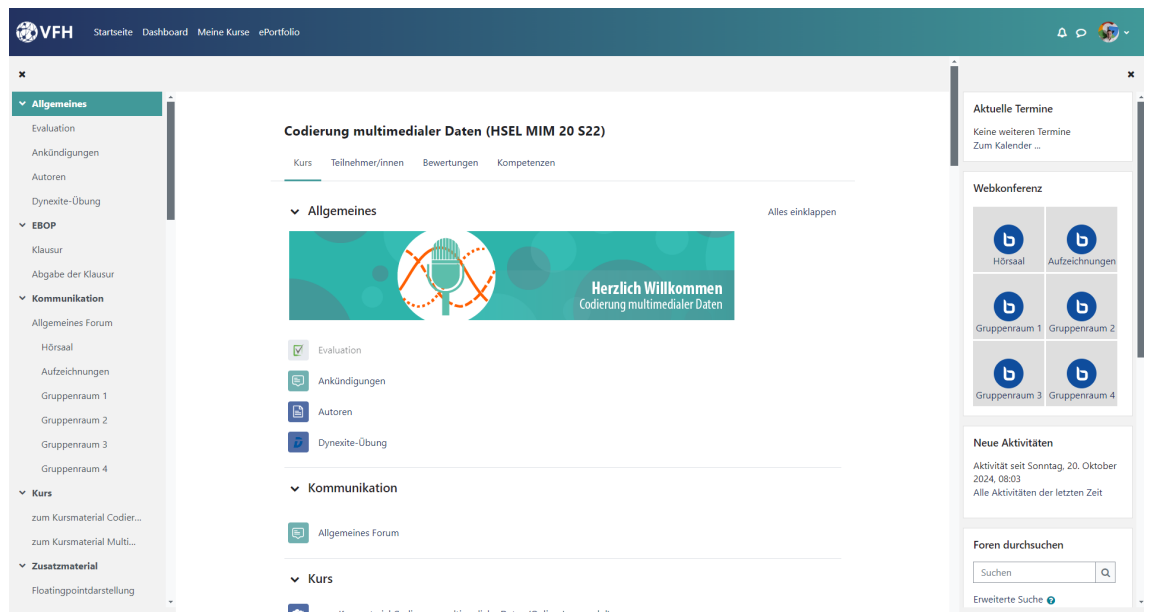 VFH
Startseite Dashboard Meine Kurse ePortfolio
Allgemeines
Evaluation
Ankündigungen
Autoren
Dynexite-Übung
EBOP
Klausur
Abgabe der Klausur
Kommunikation
Allgemeines Forum
Hörsaal
Aufzeichnungen
Gruppenraum 1
Gruppenraum 2
Gruppenraum 3
Gruppenraum 4
Kurs
zum Kursmaterial Codier...
zum Kursmaterial Multi...
Zusatzmaterial
Floatingpointdarstellung
Codierung multimedialer Daten (HSEL MIM 20 S22)
Kurs Teilnehmer/innen Bewertungen Kompetenzen
Allgemeines
Alles einklappen
Herzlich Willkommen
Codierung multimedialer Daten
Evaluation
Ankündigungen
Autoren
Dynexite-Übung
Kommunikation
Allgemeines Forum
Kurs
Aktuelle Termine
Keine weiteren Termine
Zum Kalender ...
Webkonferenz
Hörsaal Aufzeichnungen
Gruppenraum 1 Gruppenraum 2
Gruppenraum 3 Gruppenraum 4
Neue Aktivitäten
Aktivität seit Sonntag, 20. Oktober
2024, 08:03
Alle Aktivitäten der letzten Zeit
Foren durchsuchen
Suchen
Erweiterte Suche